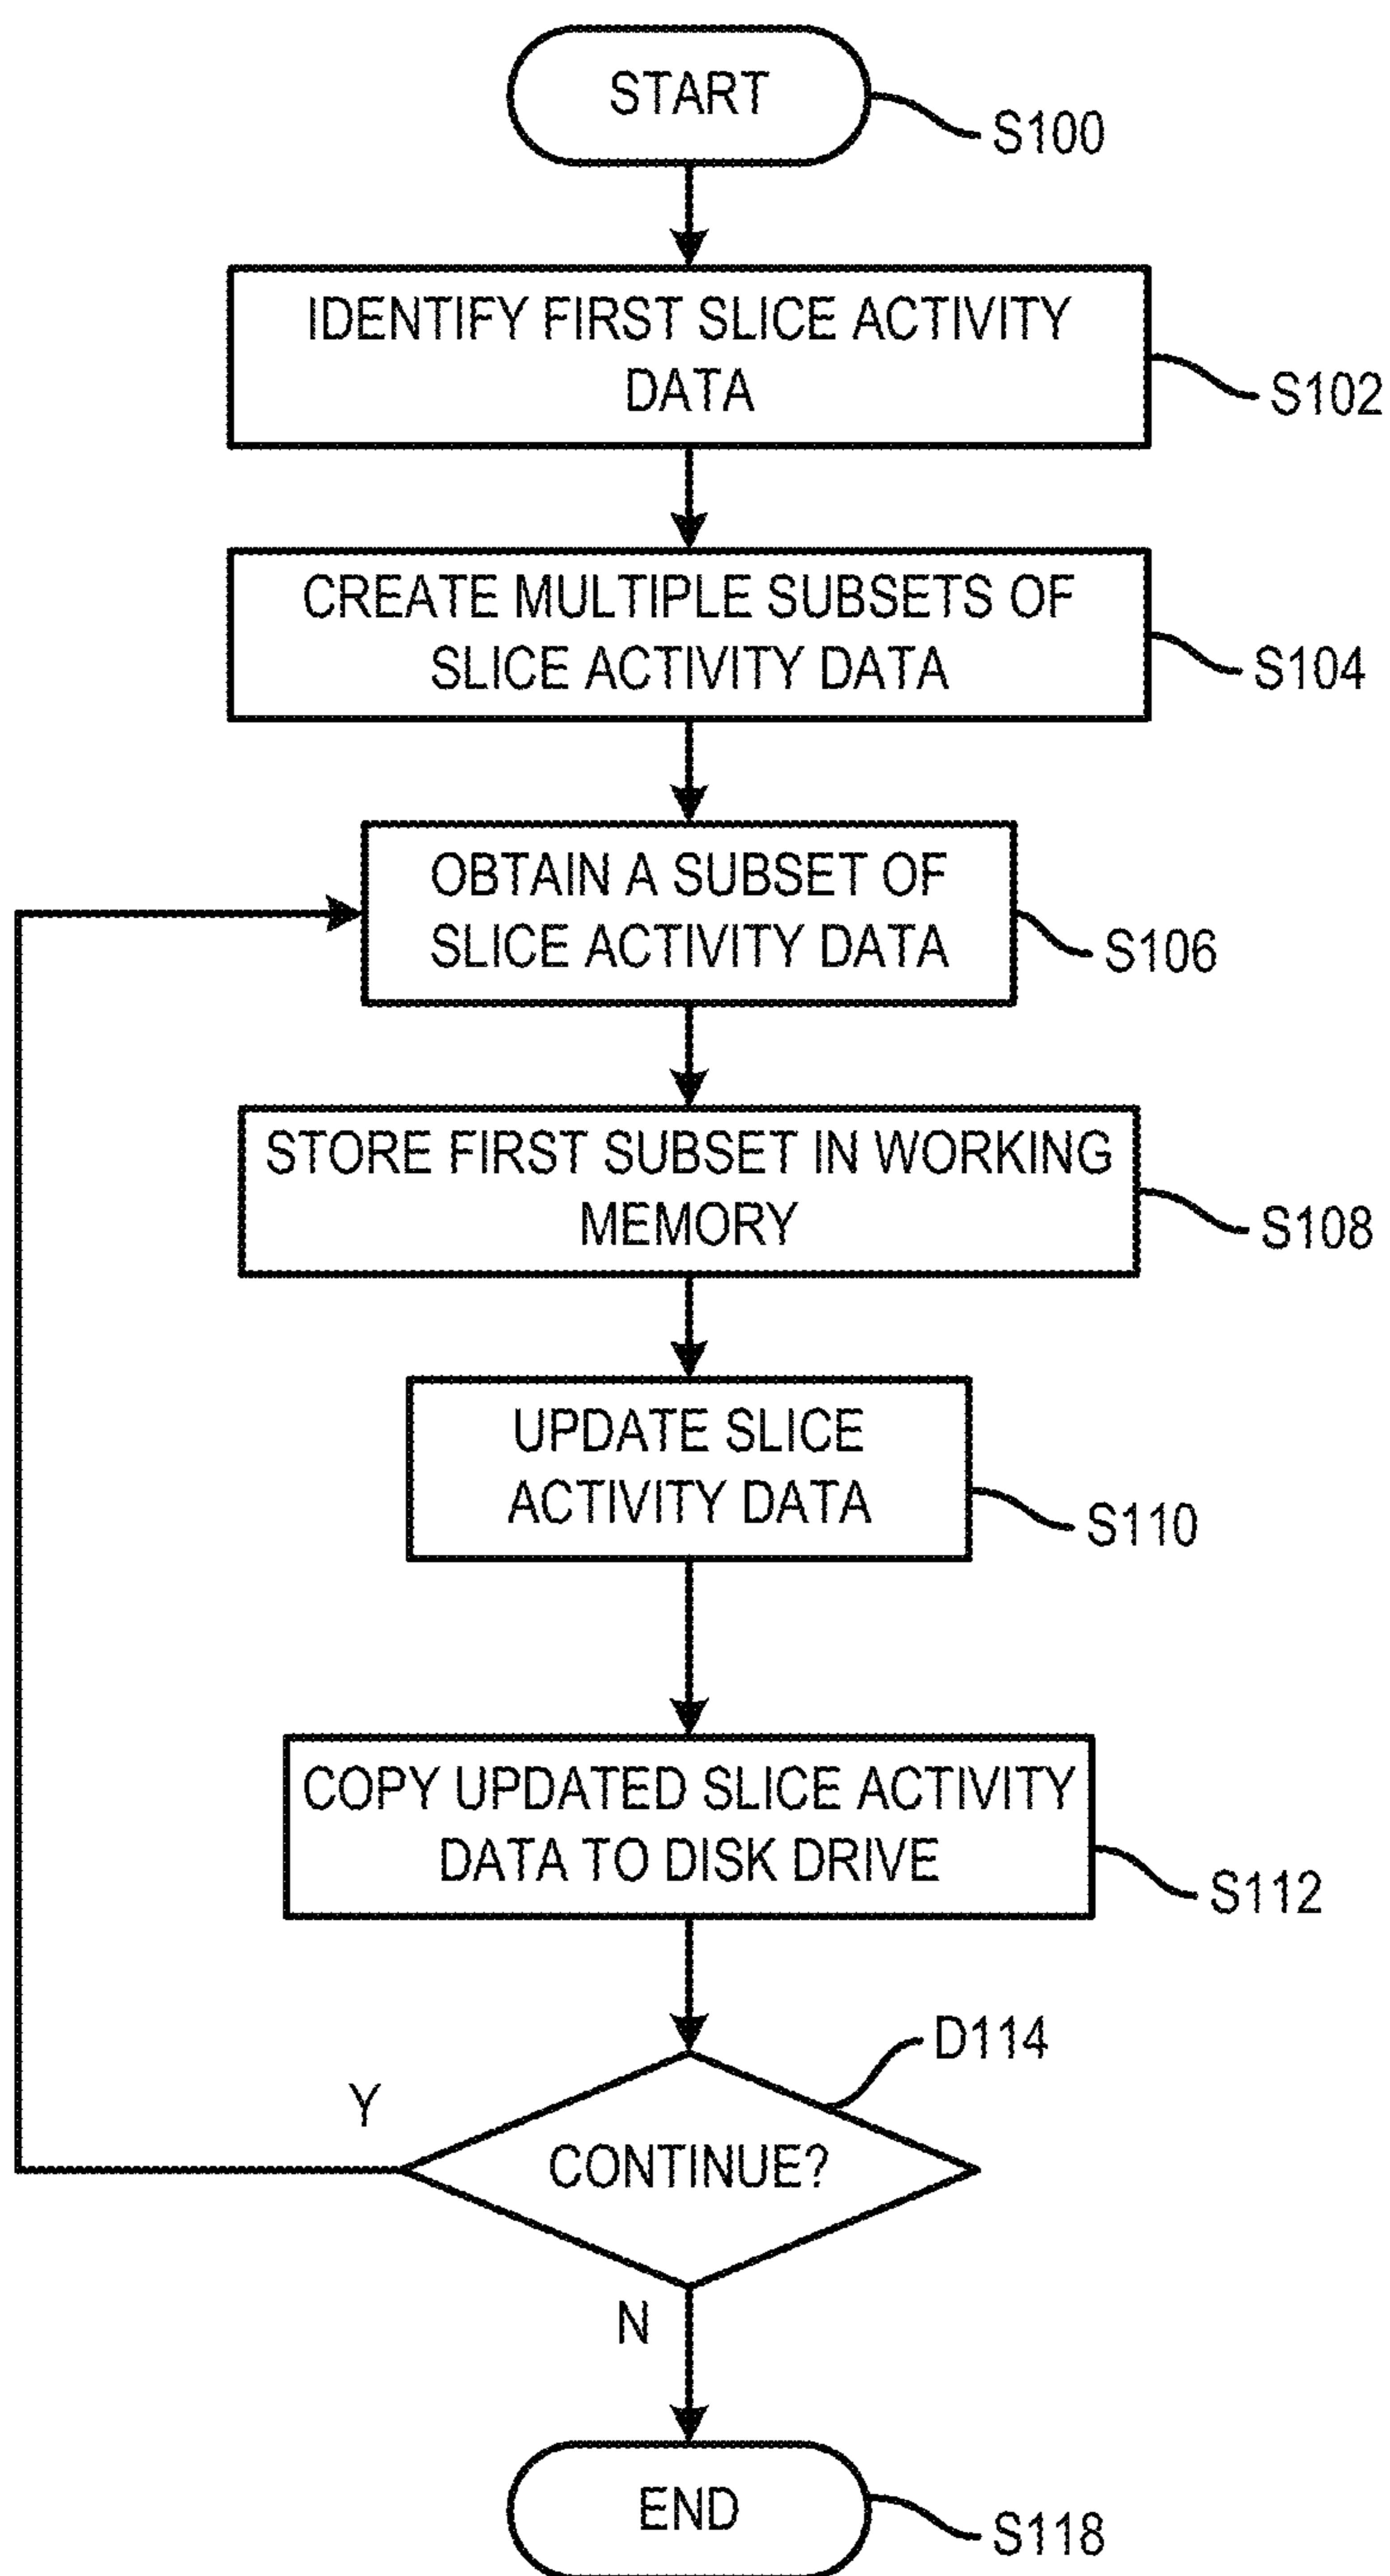 START
S100
IDENTIFY FIRST SLICE ACTIVITY
DATA
S102
CREATE MULTIPLE SUBSETS OF
SLICE ACTIVITY DATA
S104
OBTAIN A SUBSET OF
SLICE ACTIVITY DATA
S106
STORE FIRST SUBSET IN WORKING
MEMORY
S108
UPDATE SLICE
ACTIVITY DATA
S110
COPY UPDATED SLICE ACTIVITY
DATA TO DISK DRIVE
S112
D114
Y
CONTINUE?
N
END
S118